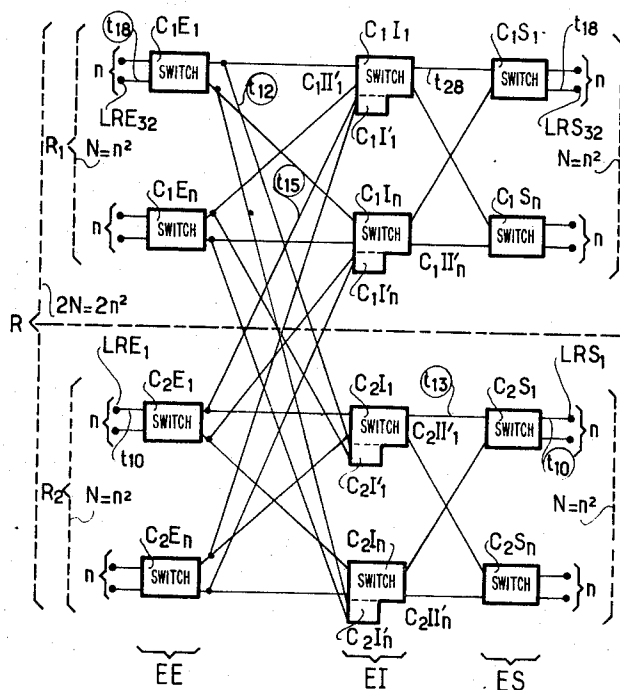 t18 C1E1 C1I1 C1S1 t18
n SWITCH C1II'1 SWITCH SWITCH n
t12 t28
LRE32 C1I'1 LRS32
R1 N=n² t15 N=n²
C1En C1In C1Sn
n SWITCH SWITCH SWITCH n
C1I'n C1II'n
2N=2n²
R
LRE1 C2E1 t13 LRS1
C2I1 C2S1
n SWITCH SWITCH SWITCH n
C2II'1
t10 C2I'1 t10
R2 N=n² N=n²
C2En C2In C2Sn
n SWITCH SWITCH SWITCH n
C2I'n C2II'n
EE EI ES